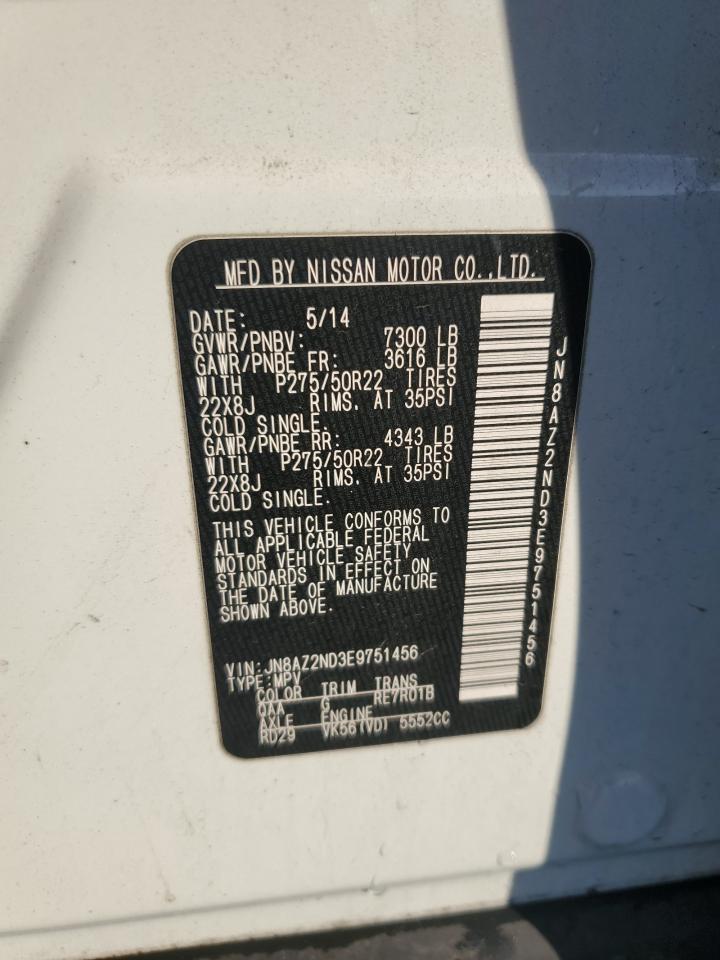 MFD BY NISSAN MOTOR CO.,LTD.
DATE: 5/14
GVWR/PNBV: 7300 LB
GAWR/PNBE FR: 3616 LB
WITH P275/50R22 TIRES
22X8J RIMS. AT 35PSI
COLD SINGLE.
GAWR/PNBE RR: 4343 LB
WITH P275/50R22 TIRES
22X8J RIMS. AT 35PSI
COLD SINGLE.
THIS VEHICLE CONFORMS TO
ALL APPLICABLE FEDERAL
MOTOR VEHICLE SAFETY
STANDARDS IN EFFECT ON
THE DATE OF MANUFACTURE
SHOWN ABOVE.
VIN:JN8AZ2ND3E9751456
TYPE:MPV
COLOR TRIM TRANS
QAA G RE7R01B
AXLE ENGINE
RD29 VK56(VD) 5552CC
JN8AZ2ND3E9751456